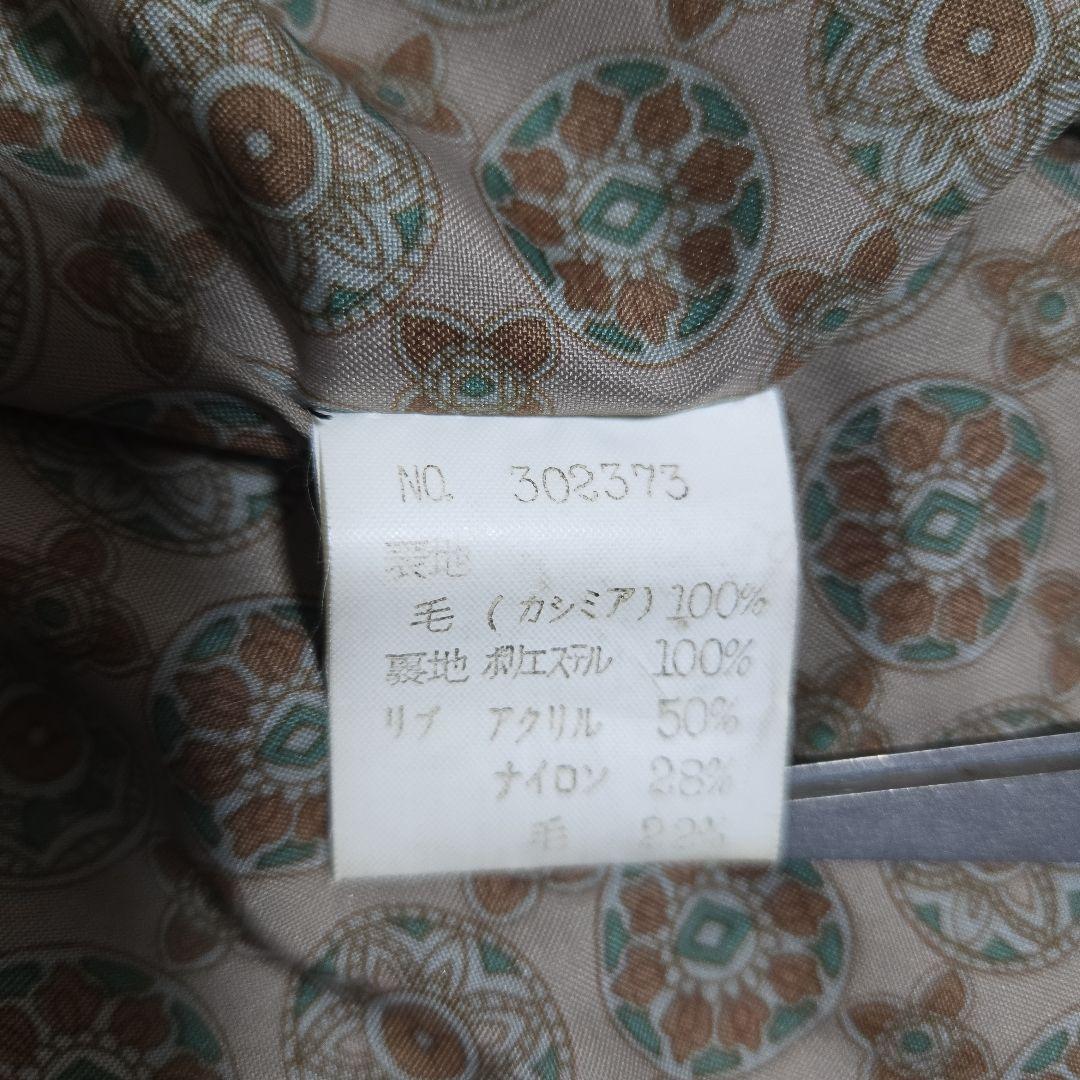 NO. 302373
表地
毛 (カシミア) 100%
裏地 ポリエステル 100%
リブ アクリル 50%
ナイロン 28%
毛 22%